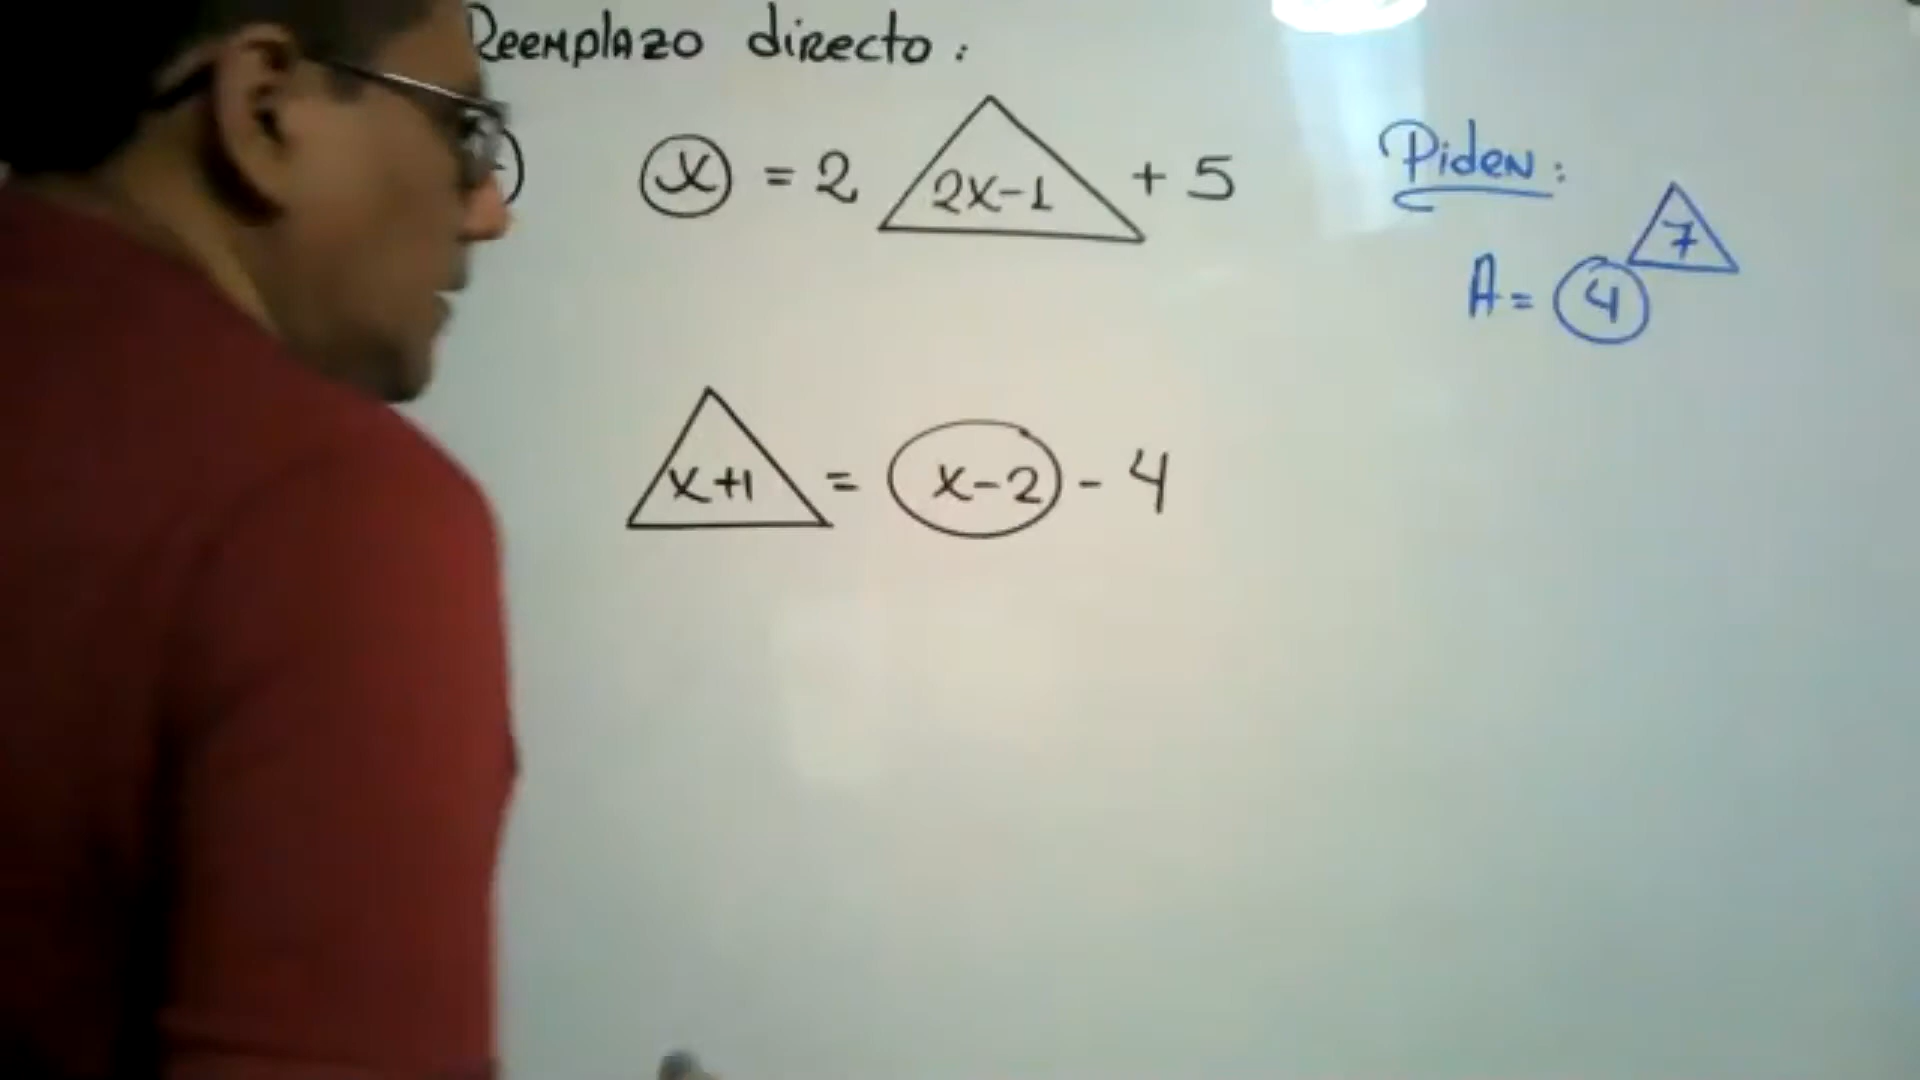 Reemplazo directo:
x = 2 2x-1 + 5
Piden:
A = 4 7
x+1 = x-2 - 4